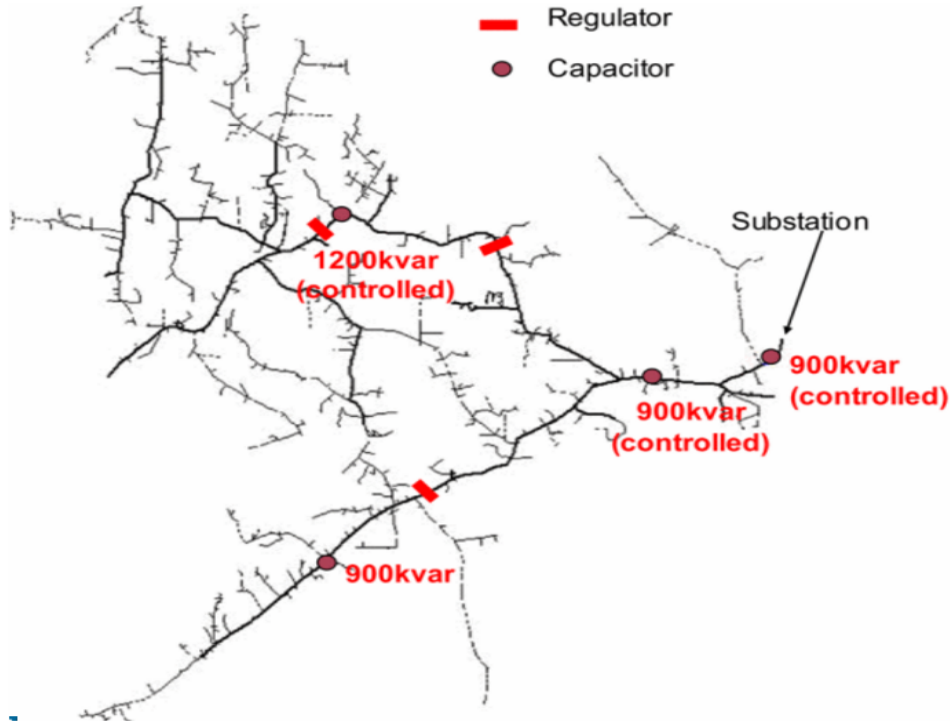 Regulator
Capacitor
Substation
1200kvar
(controlled)
900kvar
(controlled)
900kvar
(controlled)
900kvar